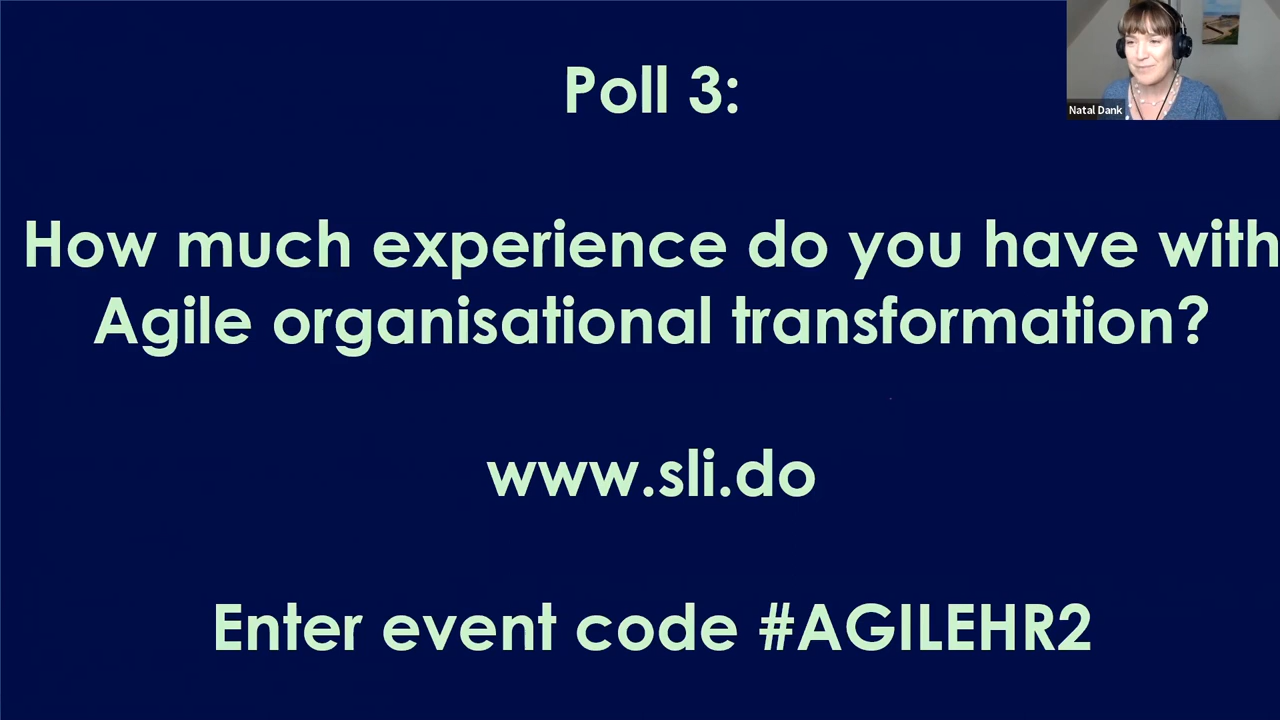 Poll 3:
Natal Dank
How much experience do you have with
Agile organisational transformation?
www.sli.do
Enter event code #AGILEHR2